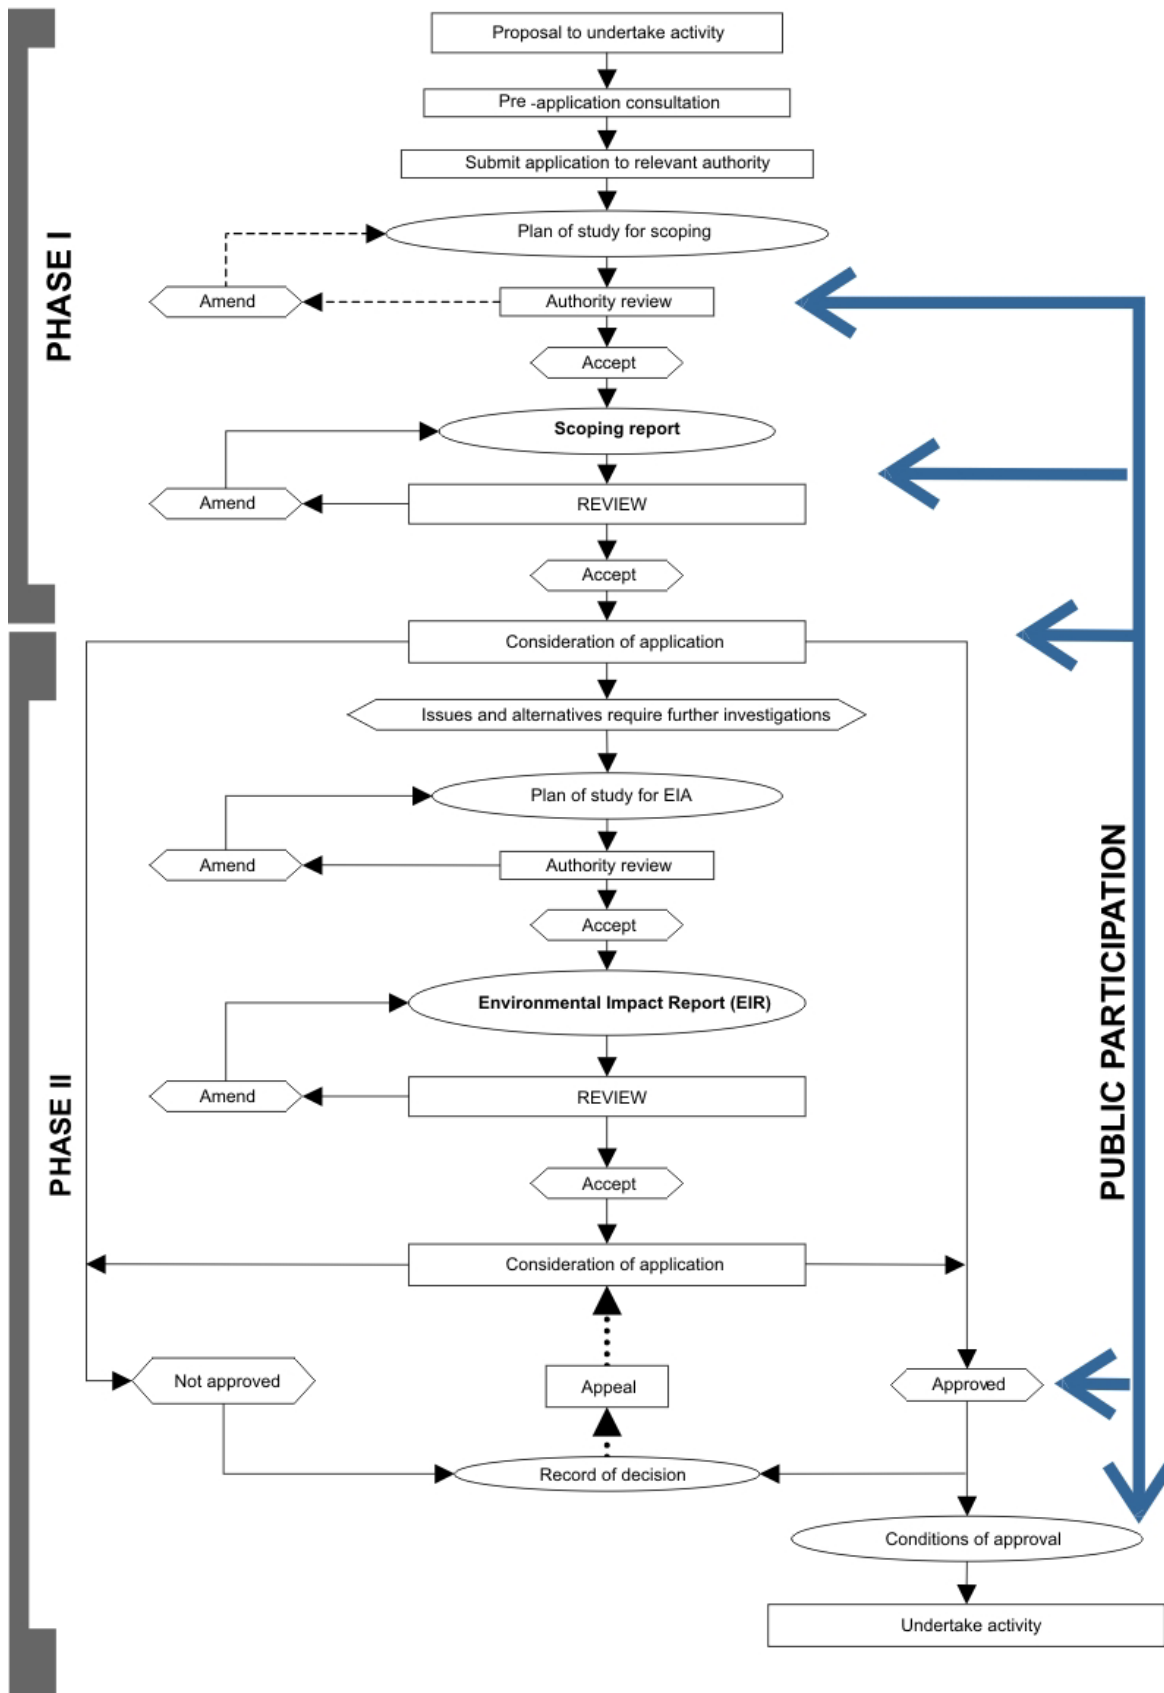 Proposal to undertake activity
Pre -application consultation
Submit application to relevant authority
PHASE I
Plan of study for scoping
Amend
Authority review
Accept
Scoping report
Amend
REVIEW
Accept
Consideration of application
Issues and alternatives require further investigations
PHASE II
Plan of study for EIA
Amend
Authority review
Accept
PUBLIC PARTICIPATION
Environmental Impact Report (EIR)
Amend
REVIEW
Accept
Consideration of application
Not approved
Appeal
Approved
Record of decision
Conditions of approval
Undertake activity